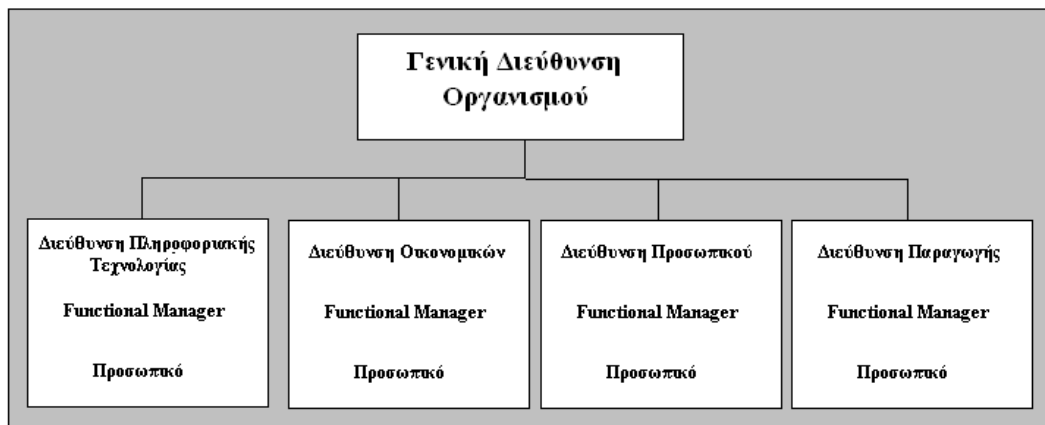 Γενική Διεύθυνση
Οργανισμού
Διεύθυνση Πληροφοριακής
Τεχνολογίας
Functional Manager
Προσωπικό
Διεύθυνση Οικονομικών
Functional Manager
Προσωπικό
Διεύθυνση Προσωπικού
Functional Manager
Προσωπικό
Διεύθυνση Παραγωγής
Functional Manager
Προσωπικό